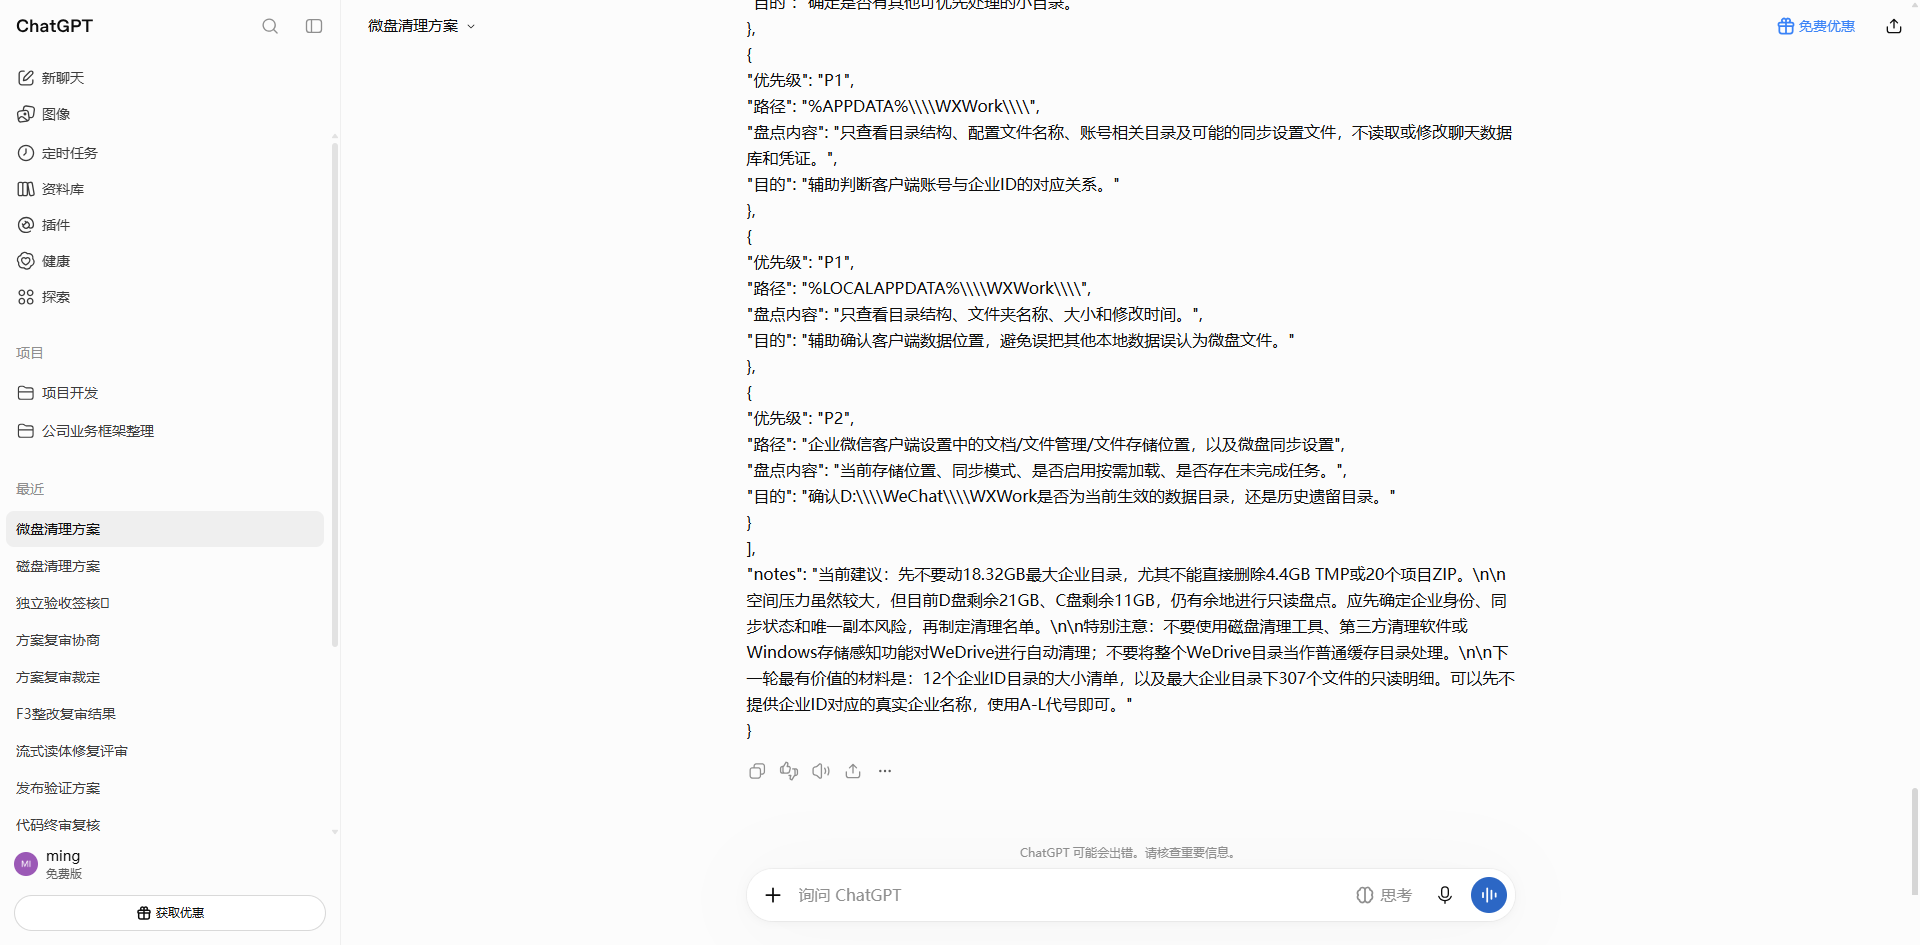 ChatGPT
新聊天
图像
定时任务
资料库
插件
健康
探索
项目
项目开发
公司业务框架整理
最近
微盘清理方案
磁盘清理方案
独立验收签核
方案复审协商
方案复审裁定
F3整改复审结果
流式读体修复评审
发布验证方案
代码终审复核
MI
ming
免费版
获取优惠
微盘清理方案
免费优惠
"目的": "确定是否有其他可优先处理的小目录。"
},
{
"优先级": "P1",
"路径": "%APPDATA%\\\\WXWork\\\\",
"盘点内容": "只查看目录结构、配置文件名称、账号相关目录及可能的同步设置文件，不读取或修改聊天数据
库和凭证。",
"目的": "辅助判断客户端账号与企业ID的对应关系。"
},
{
"优先级": "P1",
"路径": "%LOCALAPPDATA%\\\\WXWork\\\\",
"盘点内容": "只查看目录结构、文件夹名称、大小和修改时间。",
"目的": "辅助确认客户端数据位置，避免误把其他本地数据误认为微盘文件。"
},
{
"优先级": "P2",
"路径": "企业微信客户端设置中的文档/文件管理/文件存储位置，以及微盘同步设置",
"盘点内容": "当前存储位置、同步模式、是否启用按需加载、是否存在未完成任务。",
"目的": "确认D:\\\\WeChat\\\\WXWork是否为当前生效的数据目录，还是历史遗留目录。"
}
],
"notes": "当前建议：先不要动18.32GB最大企业目录，尤其不能直接删除4.4GB TMP或20个项目ZIP。\n\n
空间压力虽然较大，但目前D盘剩余21GB、C盘剩余11GB，仍有余地进行只读盘点。应先确定企业身份、同
步状态和唯一副本风险，再制定清理名单。\n\n特别注意：不要使用磁盘清理工具、第三方清理软件或
Windows存储感知功能对WeDrive进行自动清理；不要将整个WeDrive目录当作普通缓存目录处理。\n\n下
一轮最有价值的材料是：12个企业ID目录的大小清单，以及最大企业目录下307个文件的只读明细。可以先不
提供企业ID对应的真实企业名称，使用A-L代号即可。"
}
ChatGPT 可能会出错。请核查重要信息。
询问 ChatGPT
思考